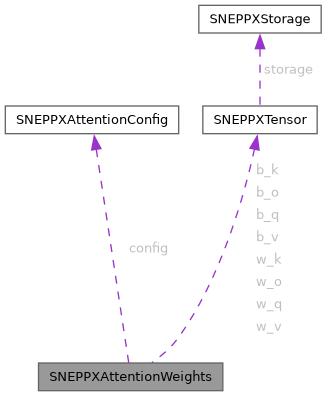 SNEPPXStorage
storage
SNEPPXAttentionConfig
SNEPPXTensor
config
b_k
b_o
b_q
b_v
w_k
w_o
w_q
w_v
SNEPPXAttentionWeights